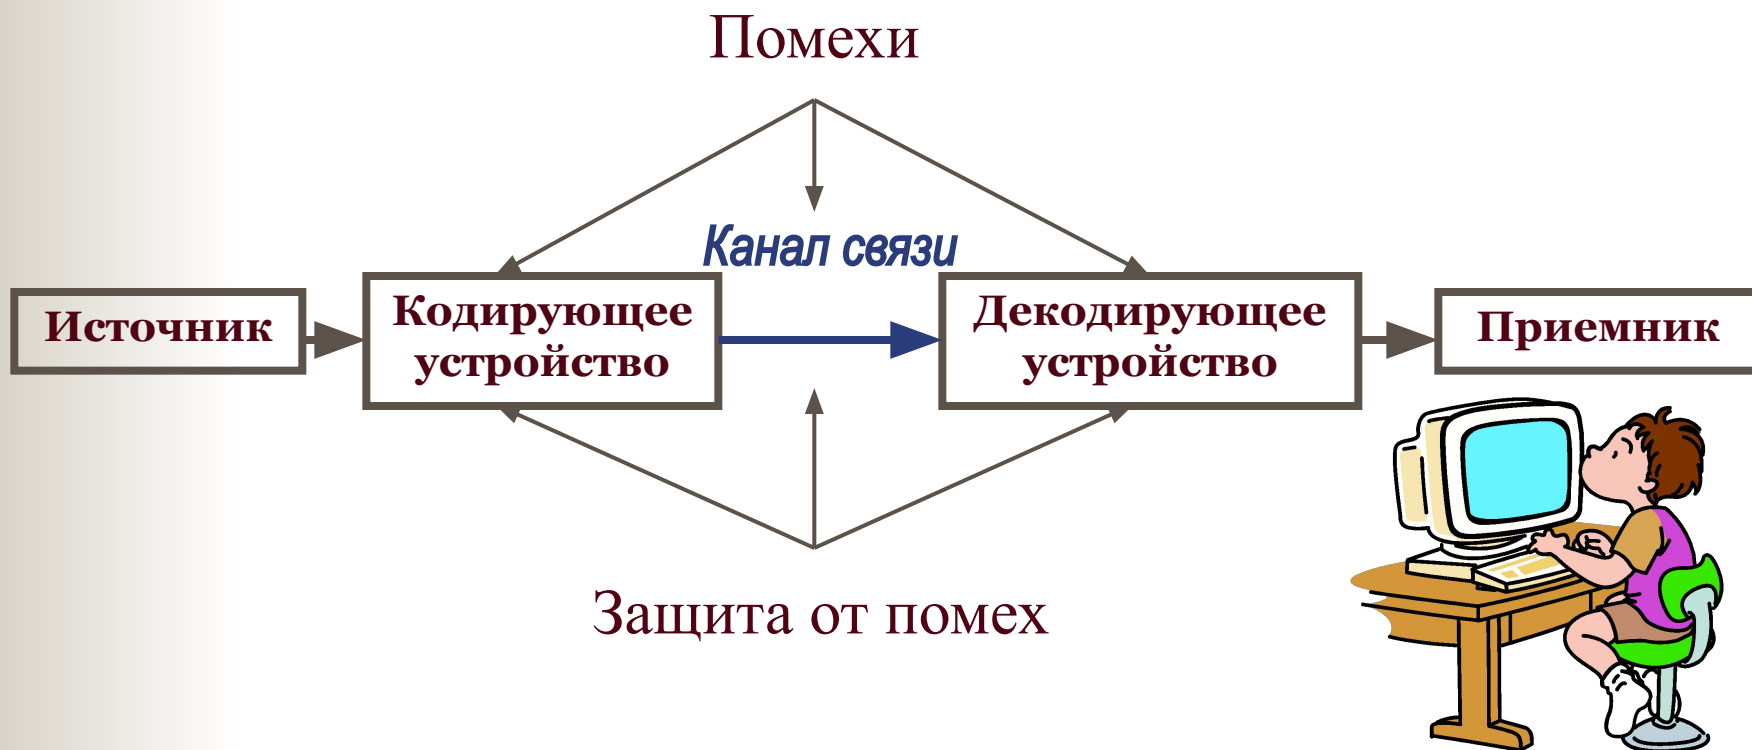 Помехи
Канал связи
Источник
Кодирующее
устройство
Декодирующее
устройство
Приемник
Защита от помех